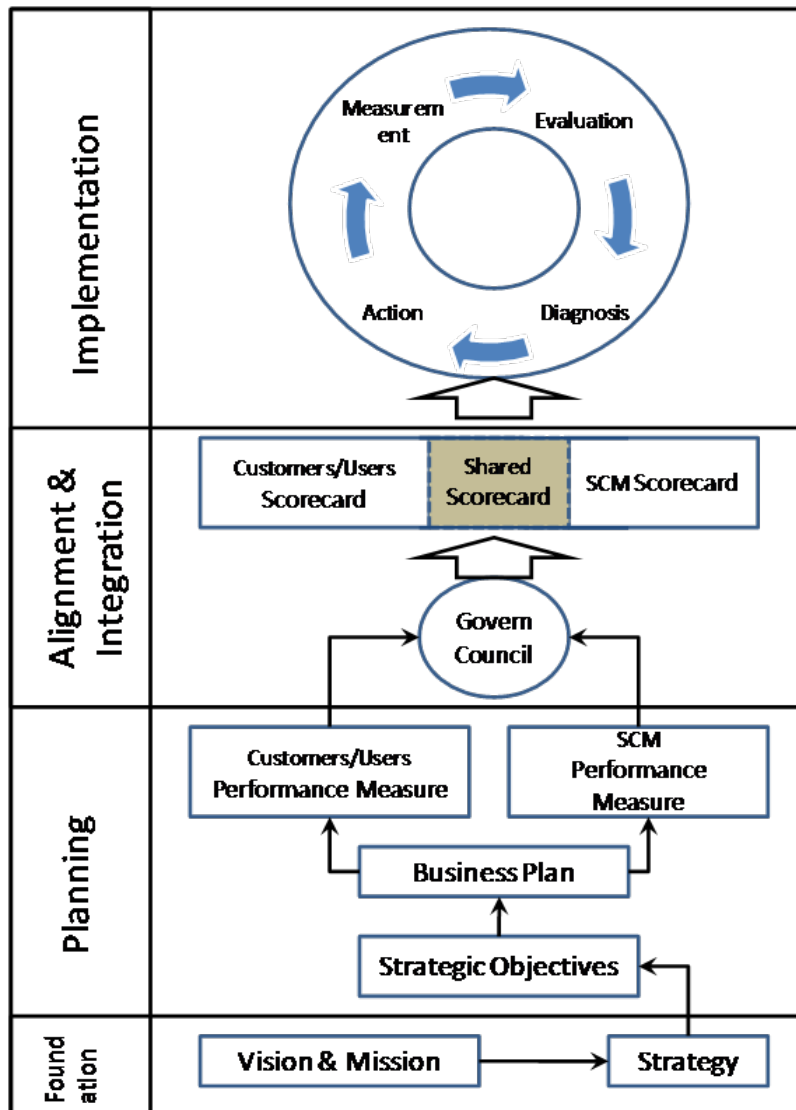 Implementation
Measurem
ent
Evaluation
Action
Diagnosis
Alignment &
Integration
Customers/Users
Scorecard
Shared
Scorecard
SCM Scorecard
Govern
Council
Planning
Customers/Users
Performance Measure
SCM
Performance
Measure
Business Plan
Strategic Objectives
Found
ation
Vision & Mission
Strategy